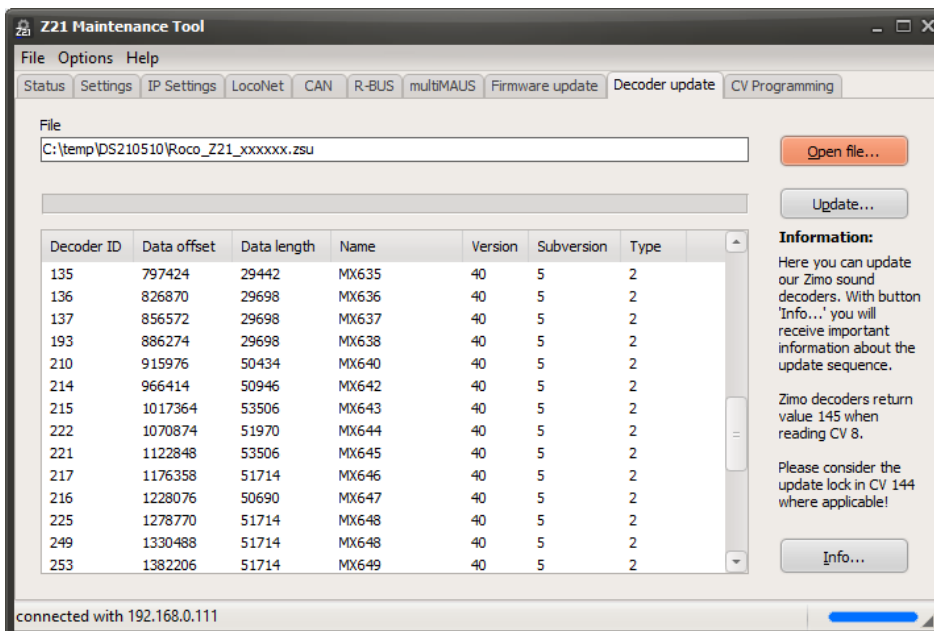 Z21 Maintenance Tool
File Options Help
Status Settings IP Settings LocoNet CAN R-BUS multiMAUS Firmware update Decoder update CV Programming
File
C:\temp\DS210510\Roco_Z21_xxxxxx.zsu
Open file...
Update...
Decoder ID Data offset Data length Name Version Subversion Type
135 797424 29442 MX635 40 5 2
136 826870 29698 MX636 40 5 2
137 856572 29698 MX637 40 5 2
193 886274 29698 MX638 40 5 2
210 915976 50434 MX640 40 5 2
214 966414 50946 MX642 40 5 2
215 1017364 53506 MX643 40 5 2
222 1070874 51970 MX644 40 5 2
221 1122848 53506 MX645 40 5 2
217 1176358 51714 MX646 40 5 2
216 1228076 50690 MX647 40 5 2
225 1278770 51714 MX648 40 5 2
249 1330488 51714 MX648 40 5 2
253 1382206 51714 MX649 40 5 2
Information:
Here you can update
our Zimo sound
decoders. With button
'Info...' you will
receive important
information about the
update sequence.
Zimo decoders return
value 145 when
reading CV 8.
Please consider the
update lock in CV 144
where applicable!
Info...
connected with 192.168.0.111